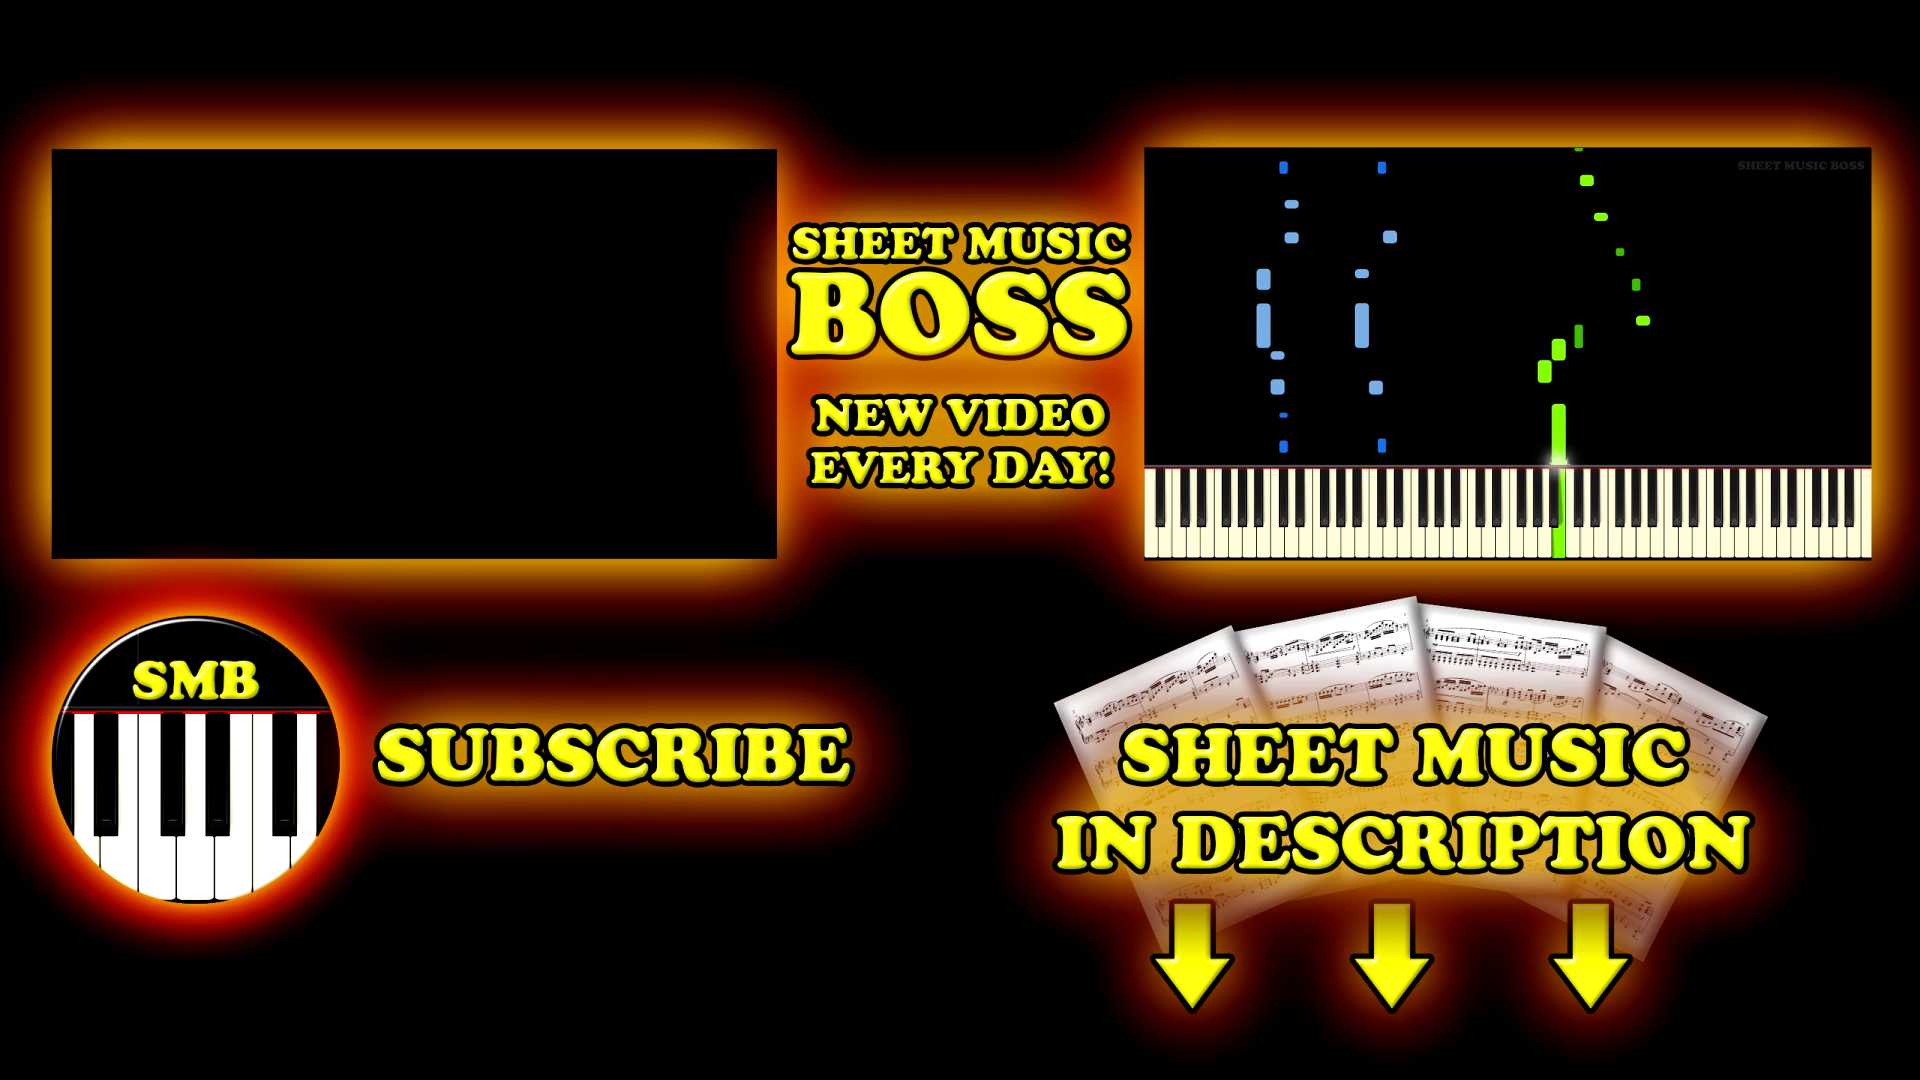 SHEET MUSIC BOSS
SHEET MUSIC
BOSS
NEW VIDEO
EVERY DAY!
SMB
SUBSCRIBE
SHEET MUSIC
IN DESCRIPTION